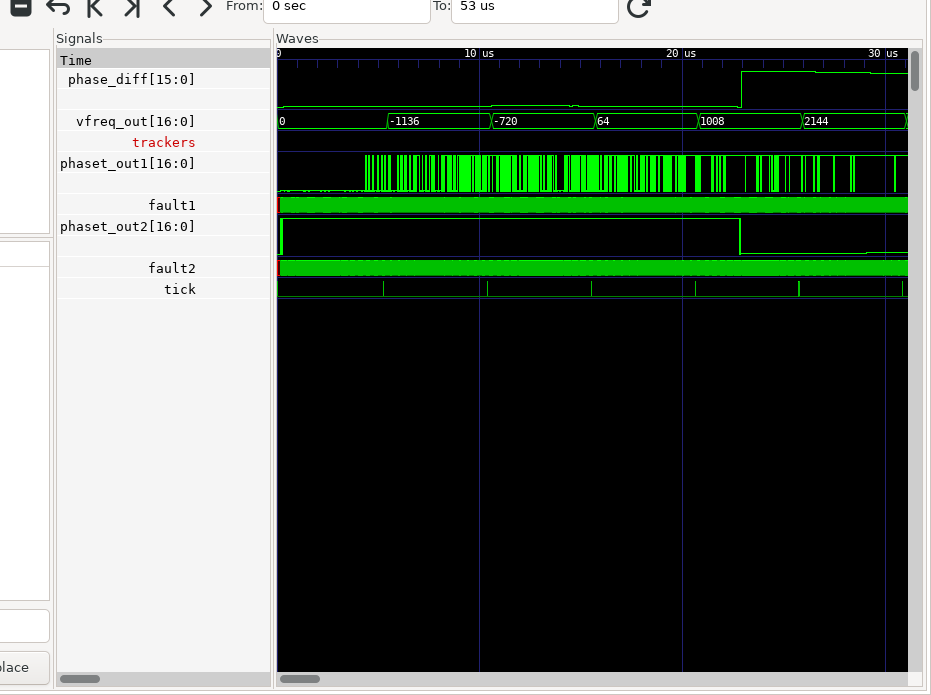 From: 0 sec To: 53 us
Signals
Waves
Time
0 10 us 20 us 30 us
phase_diff[15:0]
vfreq_out[16:0]
0 -1136 -720 64 1008 2144
trackers
phaset_out1[16:0]
fault1
phaset_out2[16:0]
fault2
tick
place